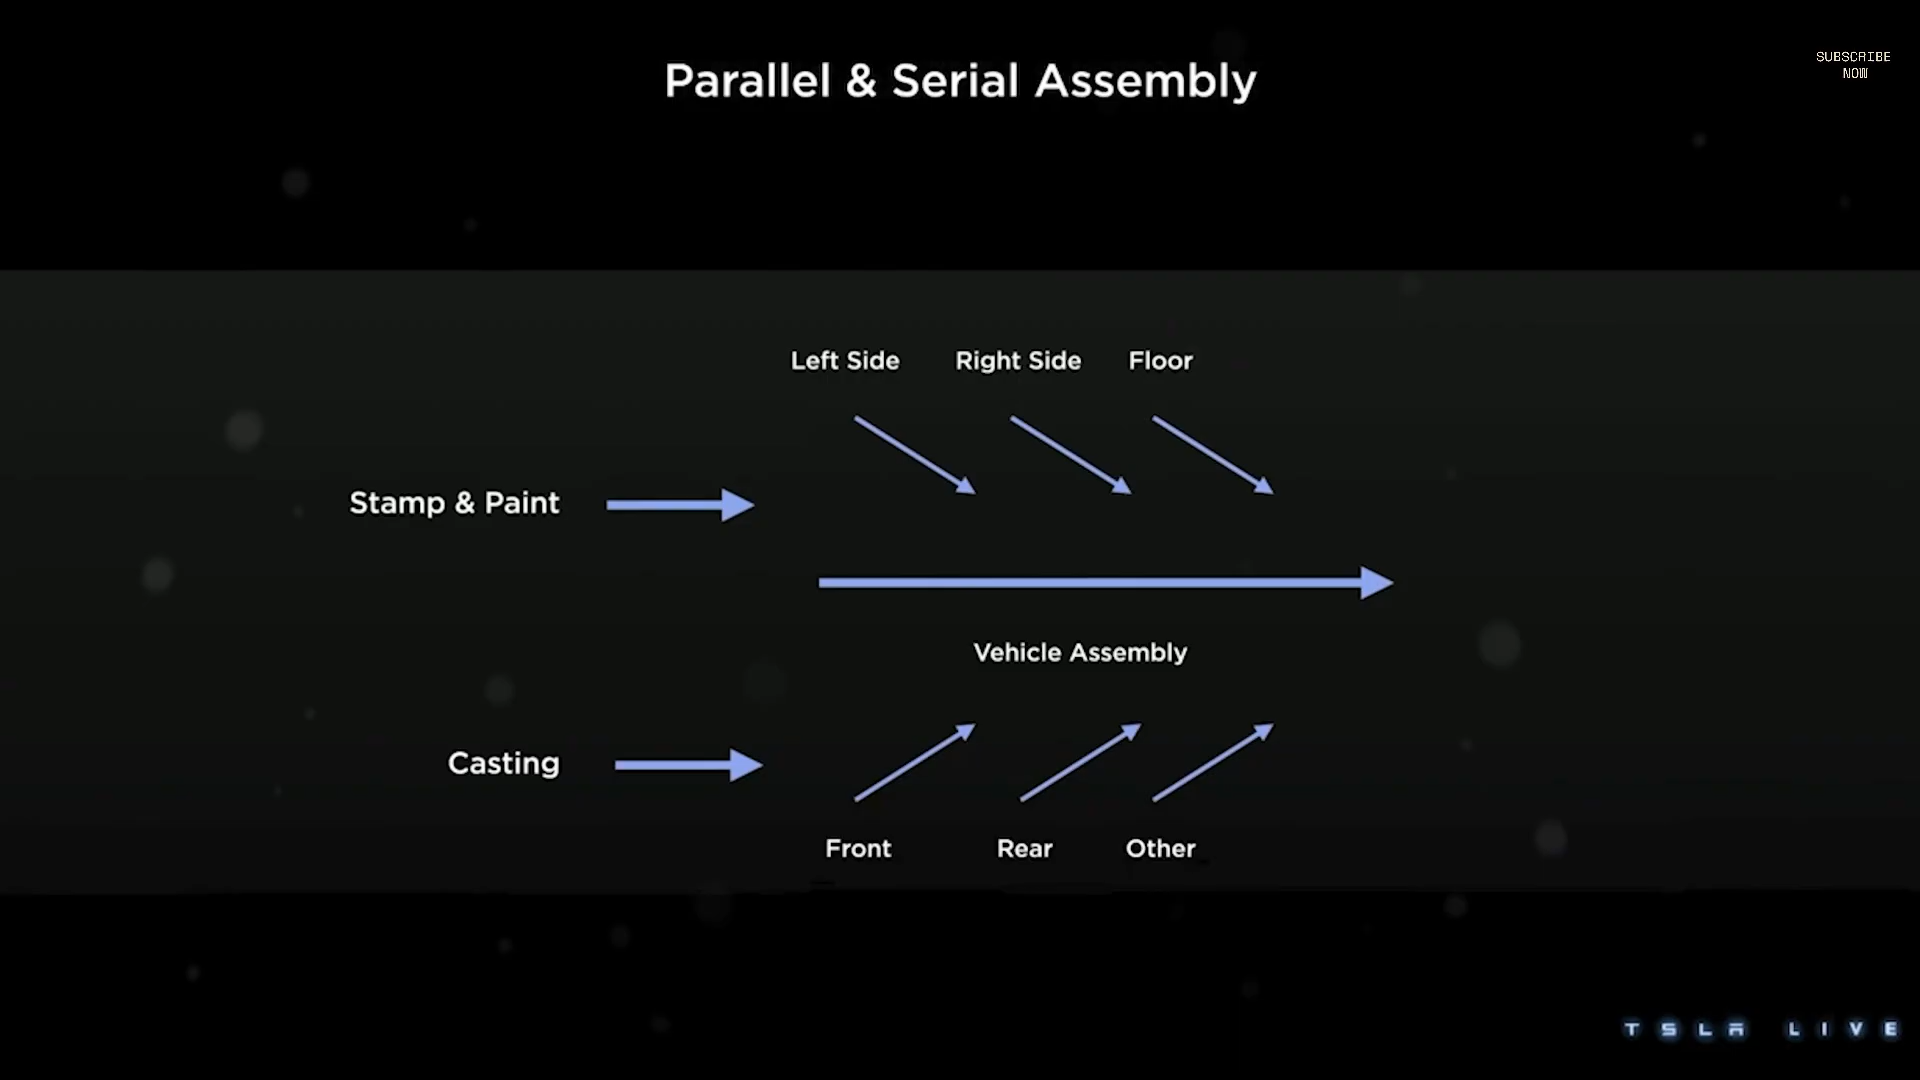 Parallel & Serial Assembly
SUBSCRIBE
NOW
Left Side Right Side Floor
Stamp & Paint
Vehicle Assembly
Casting
Front Rear Other
TSLA LIVE